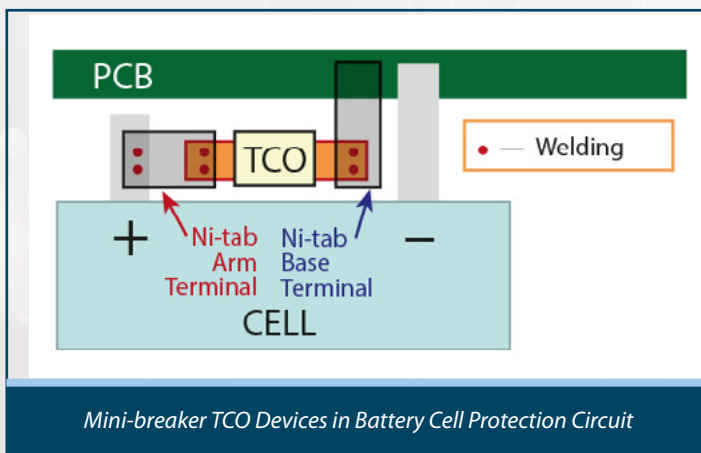 PCB
TCO
• — Welding
+
−
Ni-tab
Arm
Terminal
Ni-tab
Base
Terminal
CELL
Mini-breaker TCO Devices in Battery Cell Protection Circuit